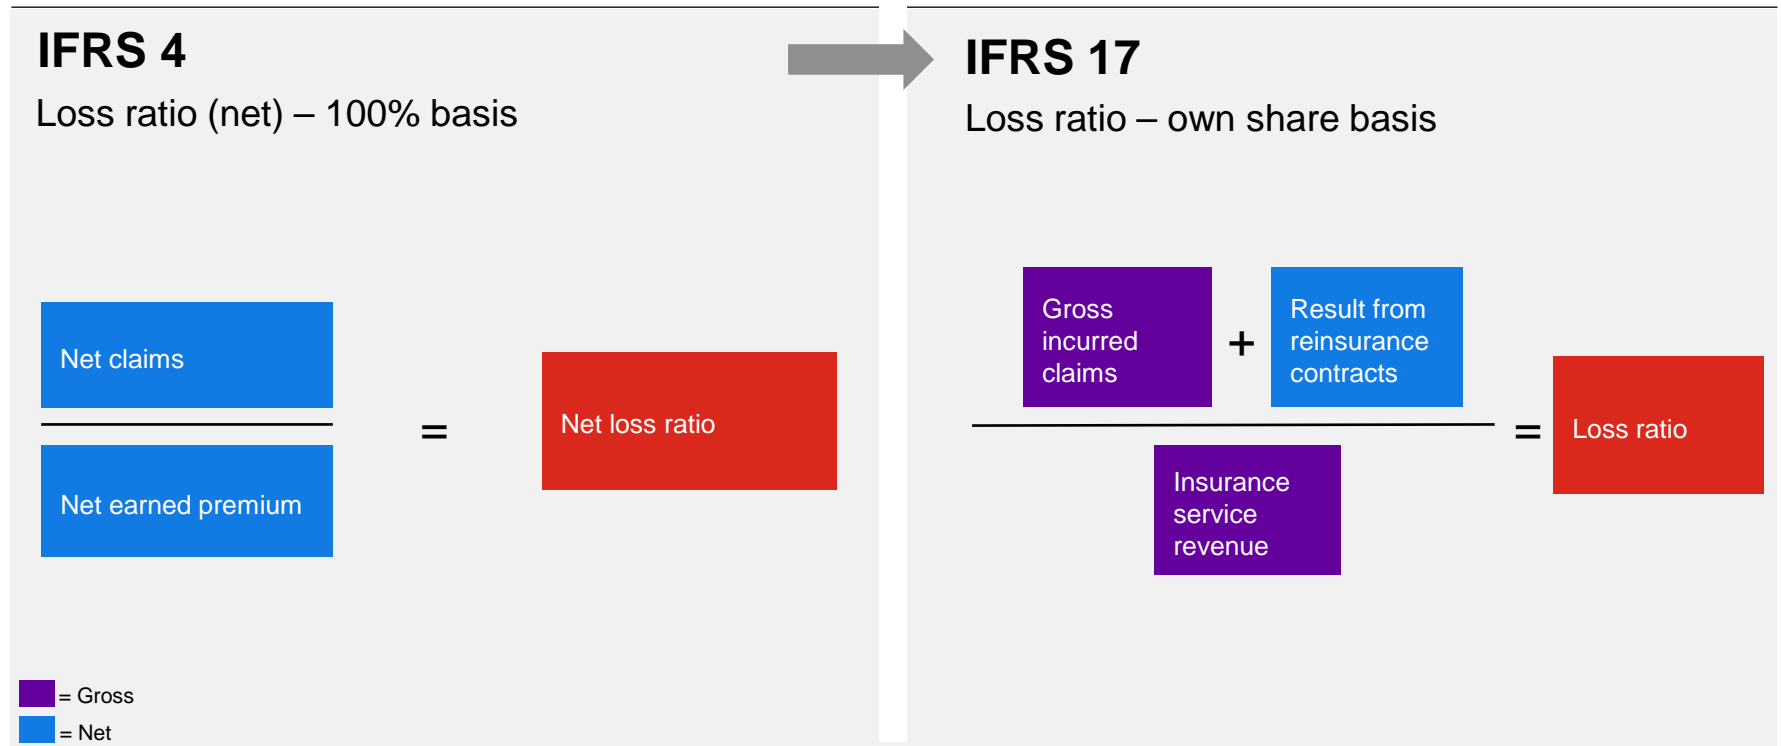 IFRS 4
Loss ratio (net) – 100% basis
Net claims
Net earned premium
=
Net loss ratio
= Gross
= Net
IFRS 17
Loss ratio – own share basis
Gross
incurred
claims
+
Result from
reinsurance
contracts
Insurance
service
revenue
=
Loss ratio